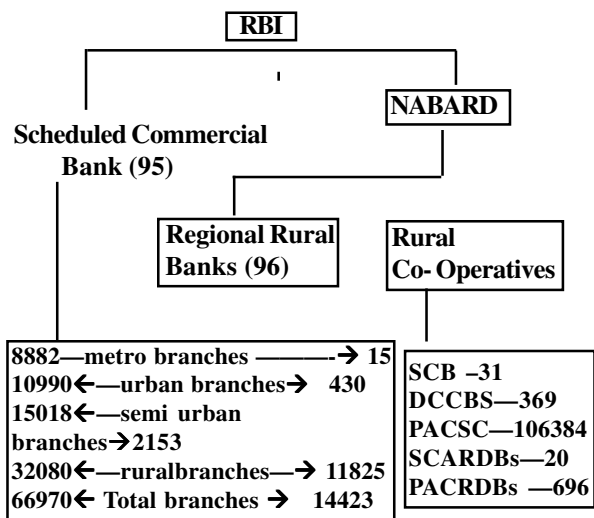 RBI
NABARD
Scheduled Commercial
Bank (95)
Regional Rural
Banks (96)
Rural
Co- Operatives
8882—metro branches ———-→ 15
10990←—urban branches→ 430
15018←—semi urban
branches→2153
32080←—ruralbranches—→ 11825
66970← Total branches → 14423
SCB –31
DCCBS—369
PACSC—106384
SCARDBs—20
PACRDBs —696